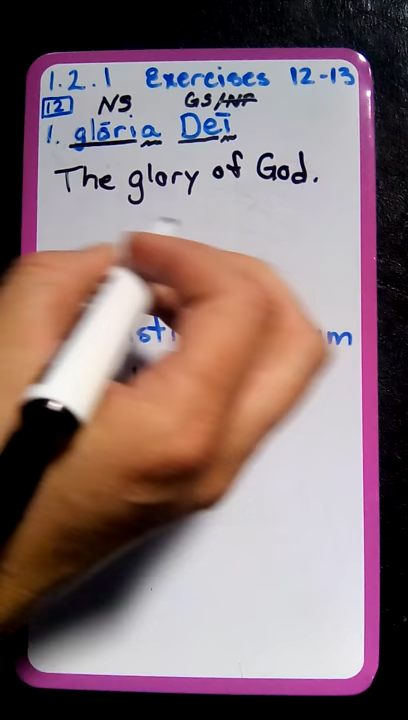 1.2.1 Exercises 12-13
12 NS GS/NP
1. glōria Deī
The glory of God.